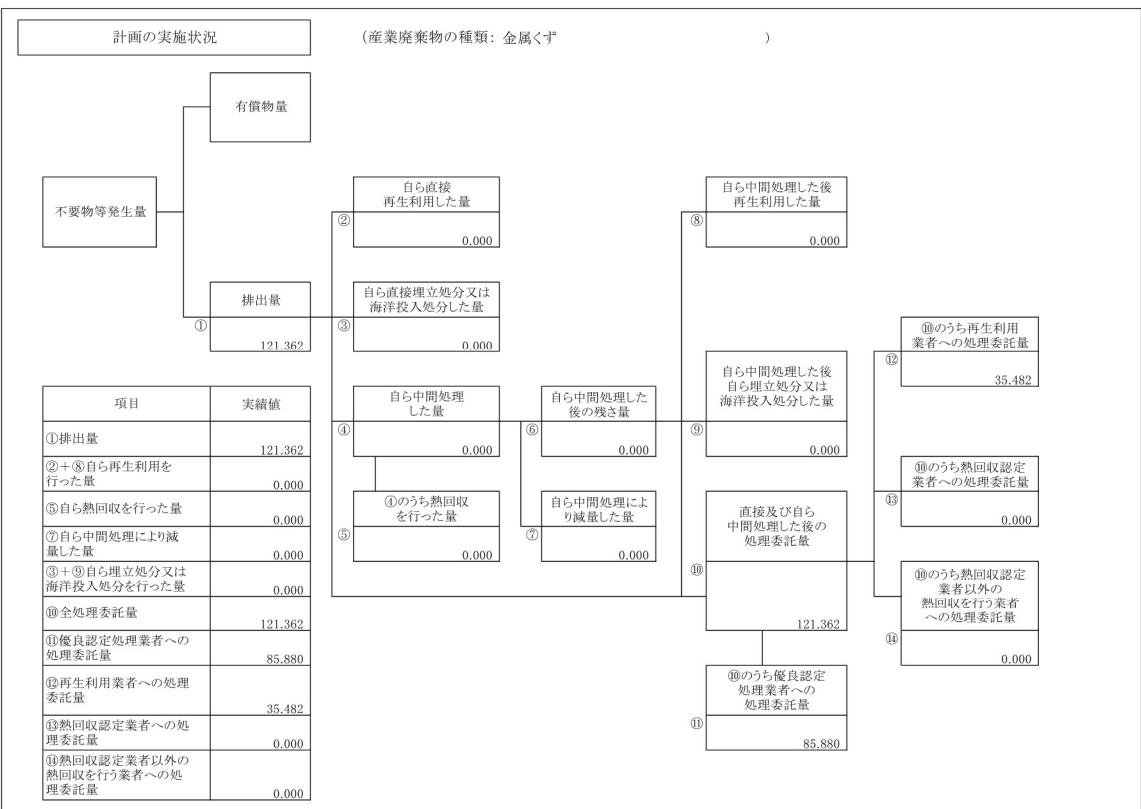 計画の実施状況
（産業廃棄物の種類： 金属くず ）
有償物量
不要物等発生量
自ら直接
再生利用した量
②
0.000
自ら中間処理した後
再生利用した量
⑧
0.000
排出量
①
121.362
自ら直接埋立処分又は
海洋投入処分した量
③
0.000
⑩のうち再生利用
業者への処理委託量
⑫
35.482
自ら中間処理
した量
④
0.000
自ら中間処理した
後の残さ量
⑥
0.000
自ら中間処理した後
自ら埋立処分又は
海洋投入処分した量
⑨
0.000
⑩のうち熱回収認定
業者への処理委託量
⑬
0.000
④のうち熱回収
を行った量
⑤
0.000
自ら中間処理によ
り減量した量
⑦
0.000
直接及び自ら
中間処理した後の
処理委託量
⑩
121.362
⑩のうち熱回収認定
業者以外の
熱回収を行う業者
への処理委託量
⑭
0.000
⑩のうち優良認定
処理業者への
処理委託量
⑪
85.880
項目 実績値
①排出量
121.362
②＋⑧自ら再生利用を
行った量 0.000
⑤自ら熱回収を行った量
0.000
⑦自ら中間処理により減
量した量 0.000
③＋⑨自ら埋立処分又は
海洋投入処分を行った量 0.000
⑩全処理委託量
121.362
⑪優良認定処理業者への
処理委託量 85.880
⑫再生利用業者への処理
委託量
35.482
⑬熱回収認定業者への処
理委託量 0.000
⑭熱回収認定業者以外の
熱回収を行う業者への処
理委託量 0.000